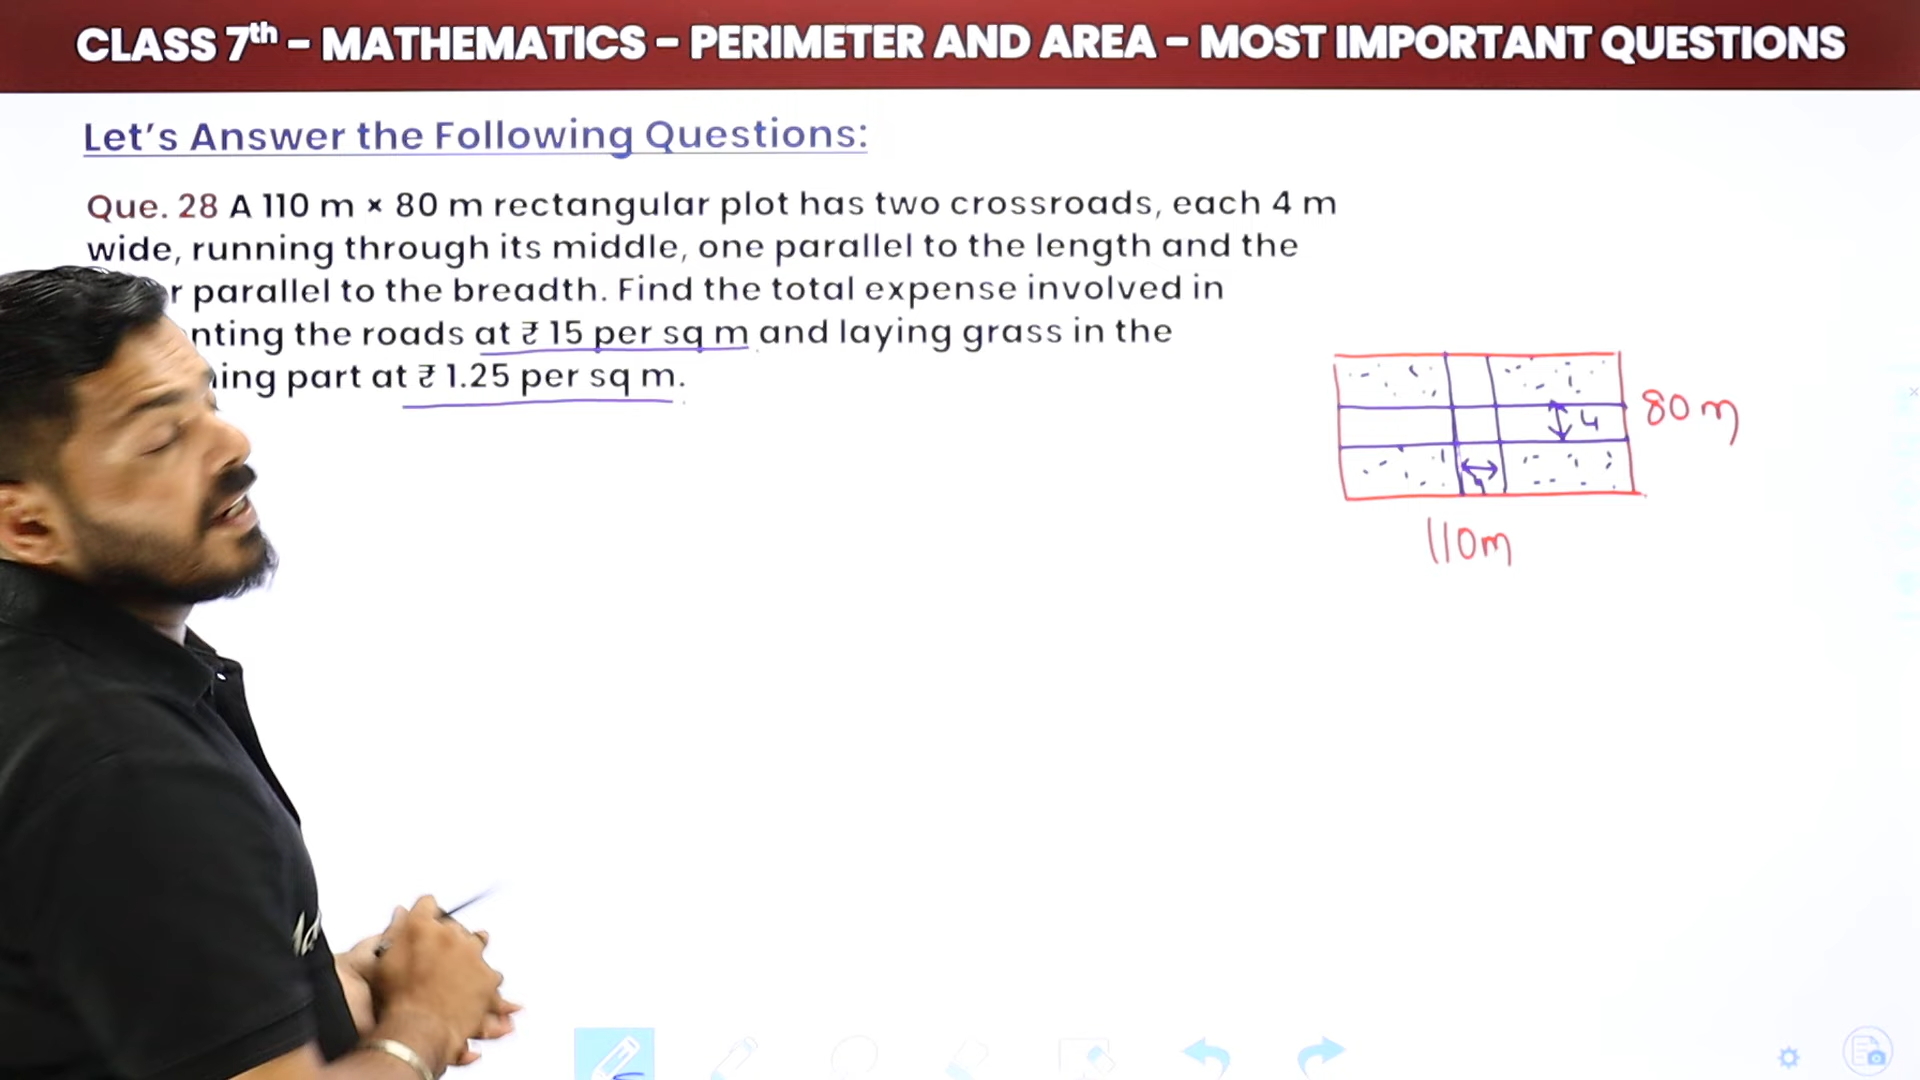 CLASS 7th – MATHEMATICS – PERIMETER AND AREA – MOST IMPORTANT QUESTIONS
Let's Answer the Following Questions:
Que. 28 A 110 m × 80 m rectangular plot has two crossroads, each 4 m
wide, running through its middle, one parallel to the length and the
r parallel to the breadth. Find the total expense involved in
nting the roads at ₹ 15 per sq m and laying grass in the
ing part at ₹ 1.25 per sq m.
4
80 m
110m